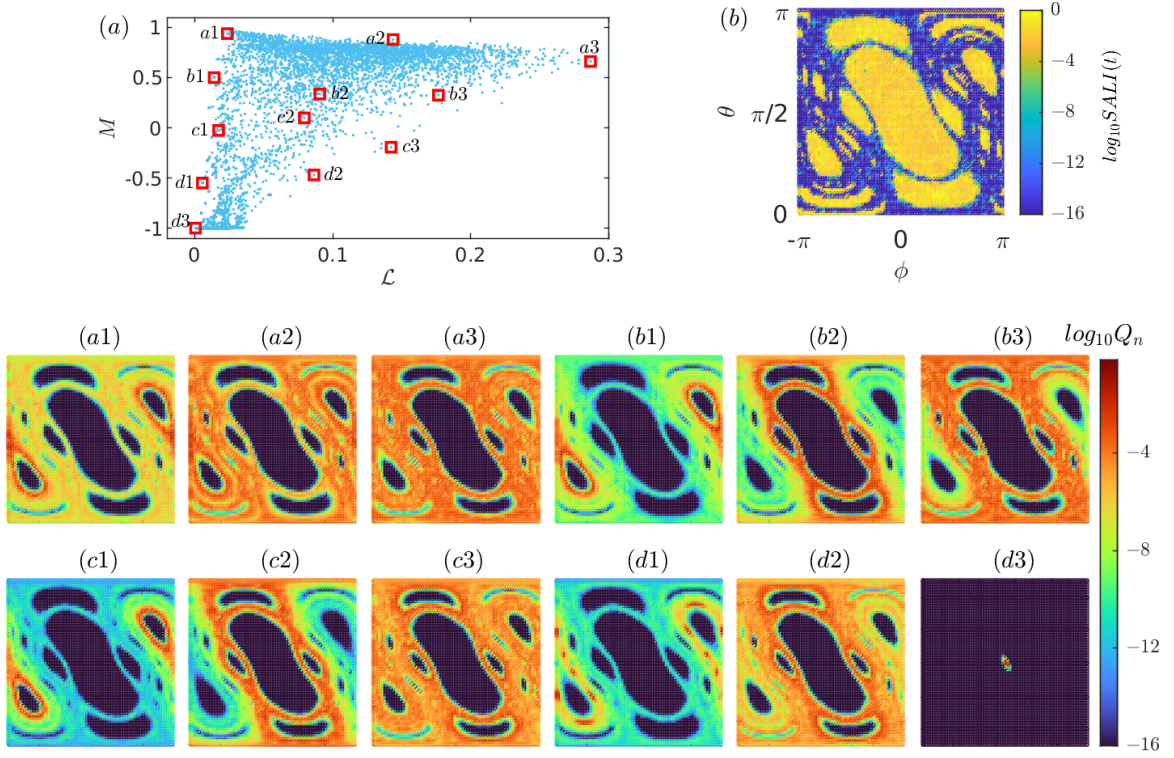 (a)
1
0.5
0
-0.5
-1
M
0
0.1
0.2
0.3
ℒ
a1
a2
a3
b1
b2
b3
c1
c2
c3
d1
d2
d3
(b)
π
π/2
0
θ
-π
0
π
ϕ
0
−4
−8
−12
−16
log₁₀SALI(t)
(a1) (a2) (a3) (b1) (b2) (b3) log₁₀Qₙ
(c1) (c2) (c3) (d1) (d2) (d3)
−4
−8
−12
−16